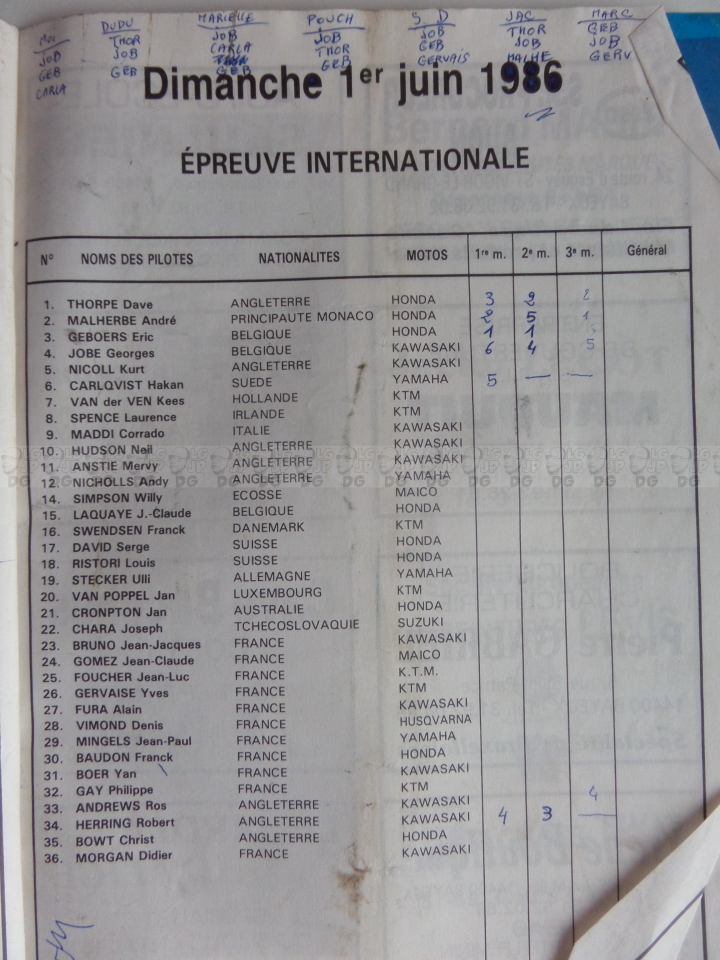 MOI DUDU MARIELLE POUCH S.D JAC MARC
JOB THOR JOB JOB JOB THOR GEB
GEB JOB CARLA THOR GEB JOB JOB
CARLA GEB GEB GEB GERVAIS MALHE GERV
Dimanche 1er juin 1986
ÉPREUVE INTERNATIONALE
N° NOMS DES PILOTES NATIONALITES MOTOS 1re m. 2e m. 3e m. Général
1. THORPE Dave ANGLETERRE HONDA 3 2 2
2. MALHERBE André PRINCIPAUTE MONACO HONDA 2 5 1
3. GEBOERS Eric BELGIQUE HONDA 1 1
4. JOBE Georges BELGIQUE KAWASAKI 6 4 5
5. NICOLL Kurt ANGLETERRE KAWASAKI
6. CARLQVIST Hakan SUEDE YAMAHA 5 — —
7. VAN der VEN Kees HOLLANDE KTM
8. SPENCE Laurence IRLANDE KTM
9. MADDI Corrado ITALIE KAWASAKI
10. HUDSON Neil ANGLETERRE KAWASAKI
11. ANSTIE Mervy ANGLETERRE KAWASAKI
12. NICHOLLS Andy ANGLETERRE YAMAHA
14. SIMPSON Willy ECOSSE MAICO
15. LAQUAYE J.-Claude BELGIQUE HONDA
16. SWENDSEN Franck DANEMARK KTM
17. DAVID Serge SUISSE HONDA
18. RISTORI Louis SUISSE HONDA
19. STECKER Ulli ALLEMAGNE YAMAHA
20. VAN POPPEL Jan LUXEMBOURG KTM
21. CRONPTON Jan AUSTRALIE HONDA
22. CHARA Joseph TCHECOSLOVAQUIE SUZUKI
23. BRUNO Jean-Jacques FRANCE KAWASAKI
24. GOMEZ Jean-Claude FRANCE MAICO
25. FOUCHER Jean-Luc FRANCE K.T.M.
26. GERVAISE Yves FRANCE KTM
27. FURA Alain FRANCE KAWASAKI
28. VIMOND Denis FRANCE HUSQVARNA
29. MINGELS Jean-Paul FRANCE YAMAHA
30. BAUDON Franck FRANCE HONDA
31. BOER Yan FRANCE KAWASAKI
32. GAY Philippe FRANCE KTM 4
33. ANDREWS Ros ANGLETERRE KAWASAKI
34. HERRING Robert ANGLETERRE KAWASAKI 4 3 —
35. BOWT Christ ANGLETERRE HONDA
36. MORGAN Didier FRANCE KAWASAKI